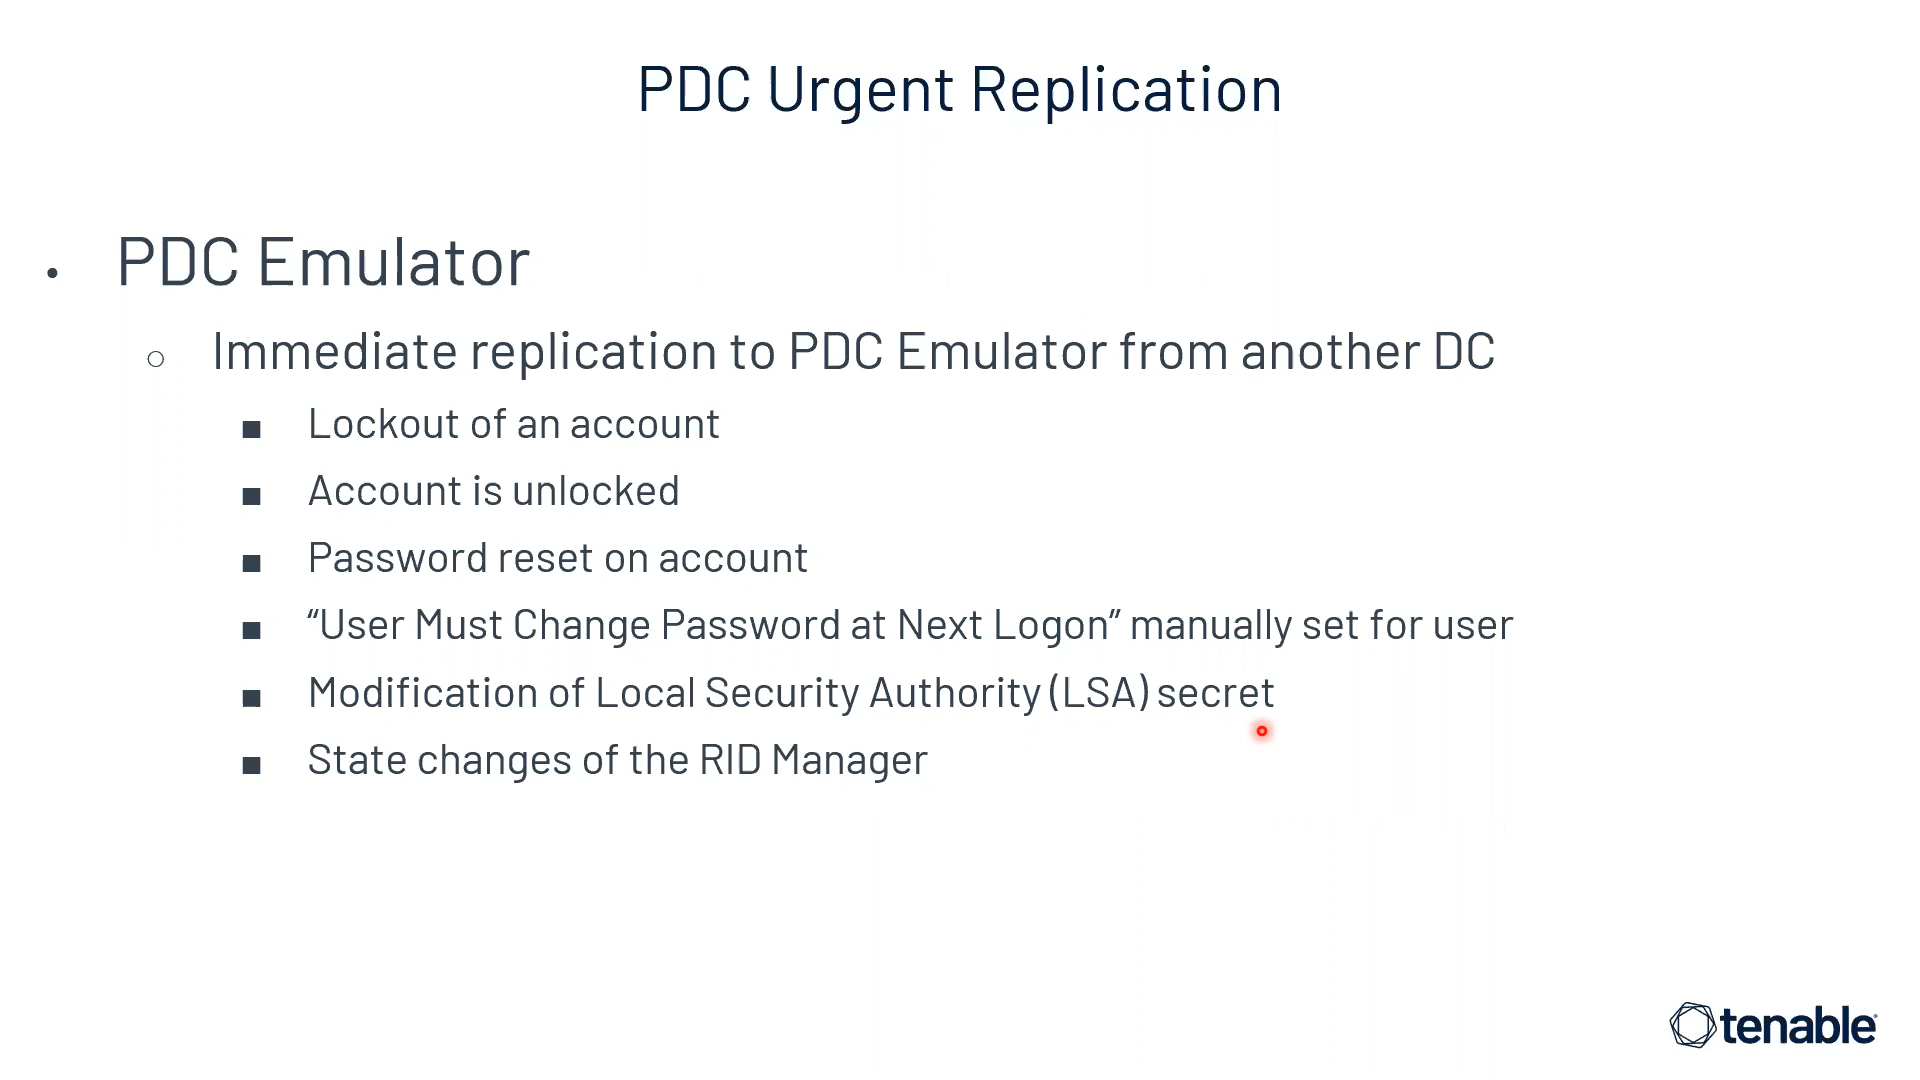 PDC Urgent Replication
PDC Emulator
Immediate replication to PDC Emulator from another DC
Lockout of an account
Account is unlocked
Password reset on account
“User Must Change Password at Next Logon” manually set for user
Modification of Local Security Authority (LSA) secret
State changes of the RID Manager
tenable